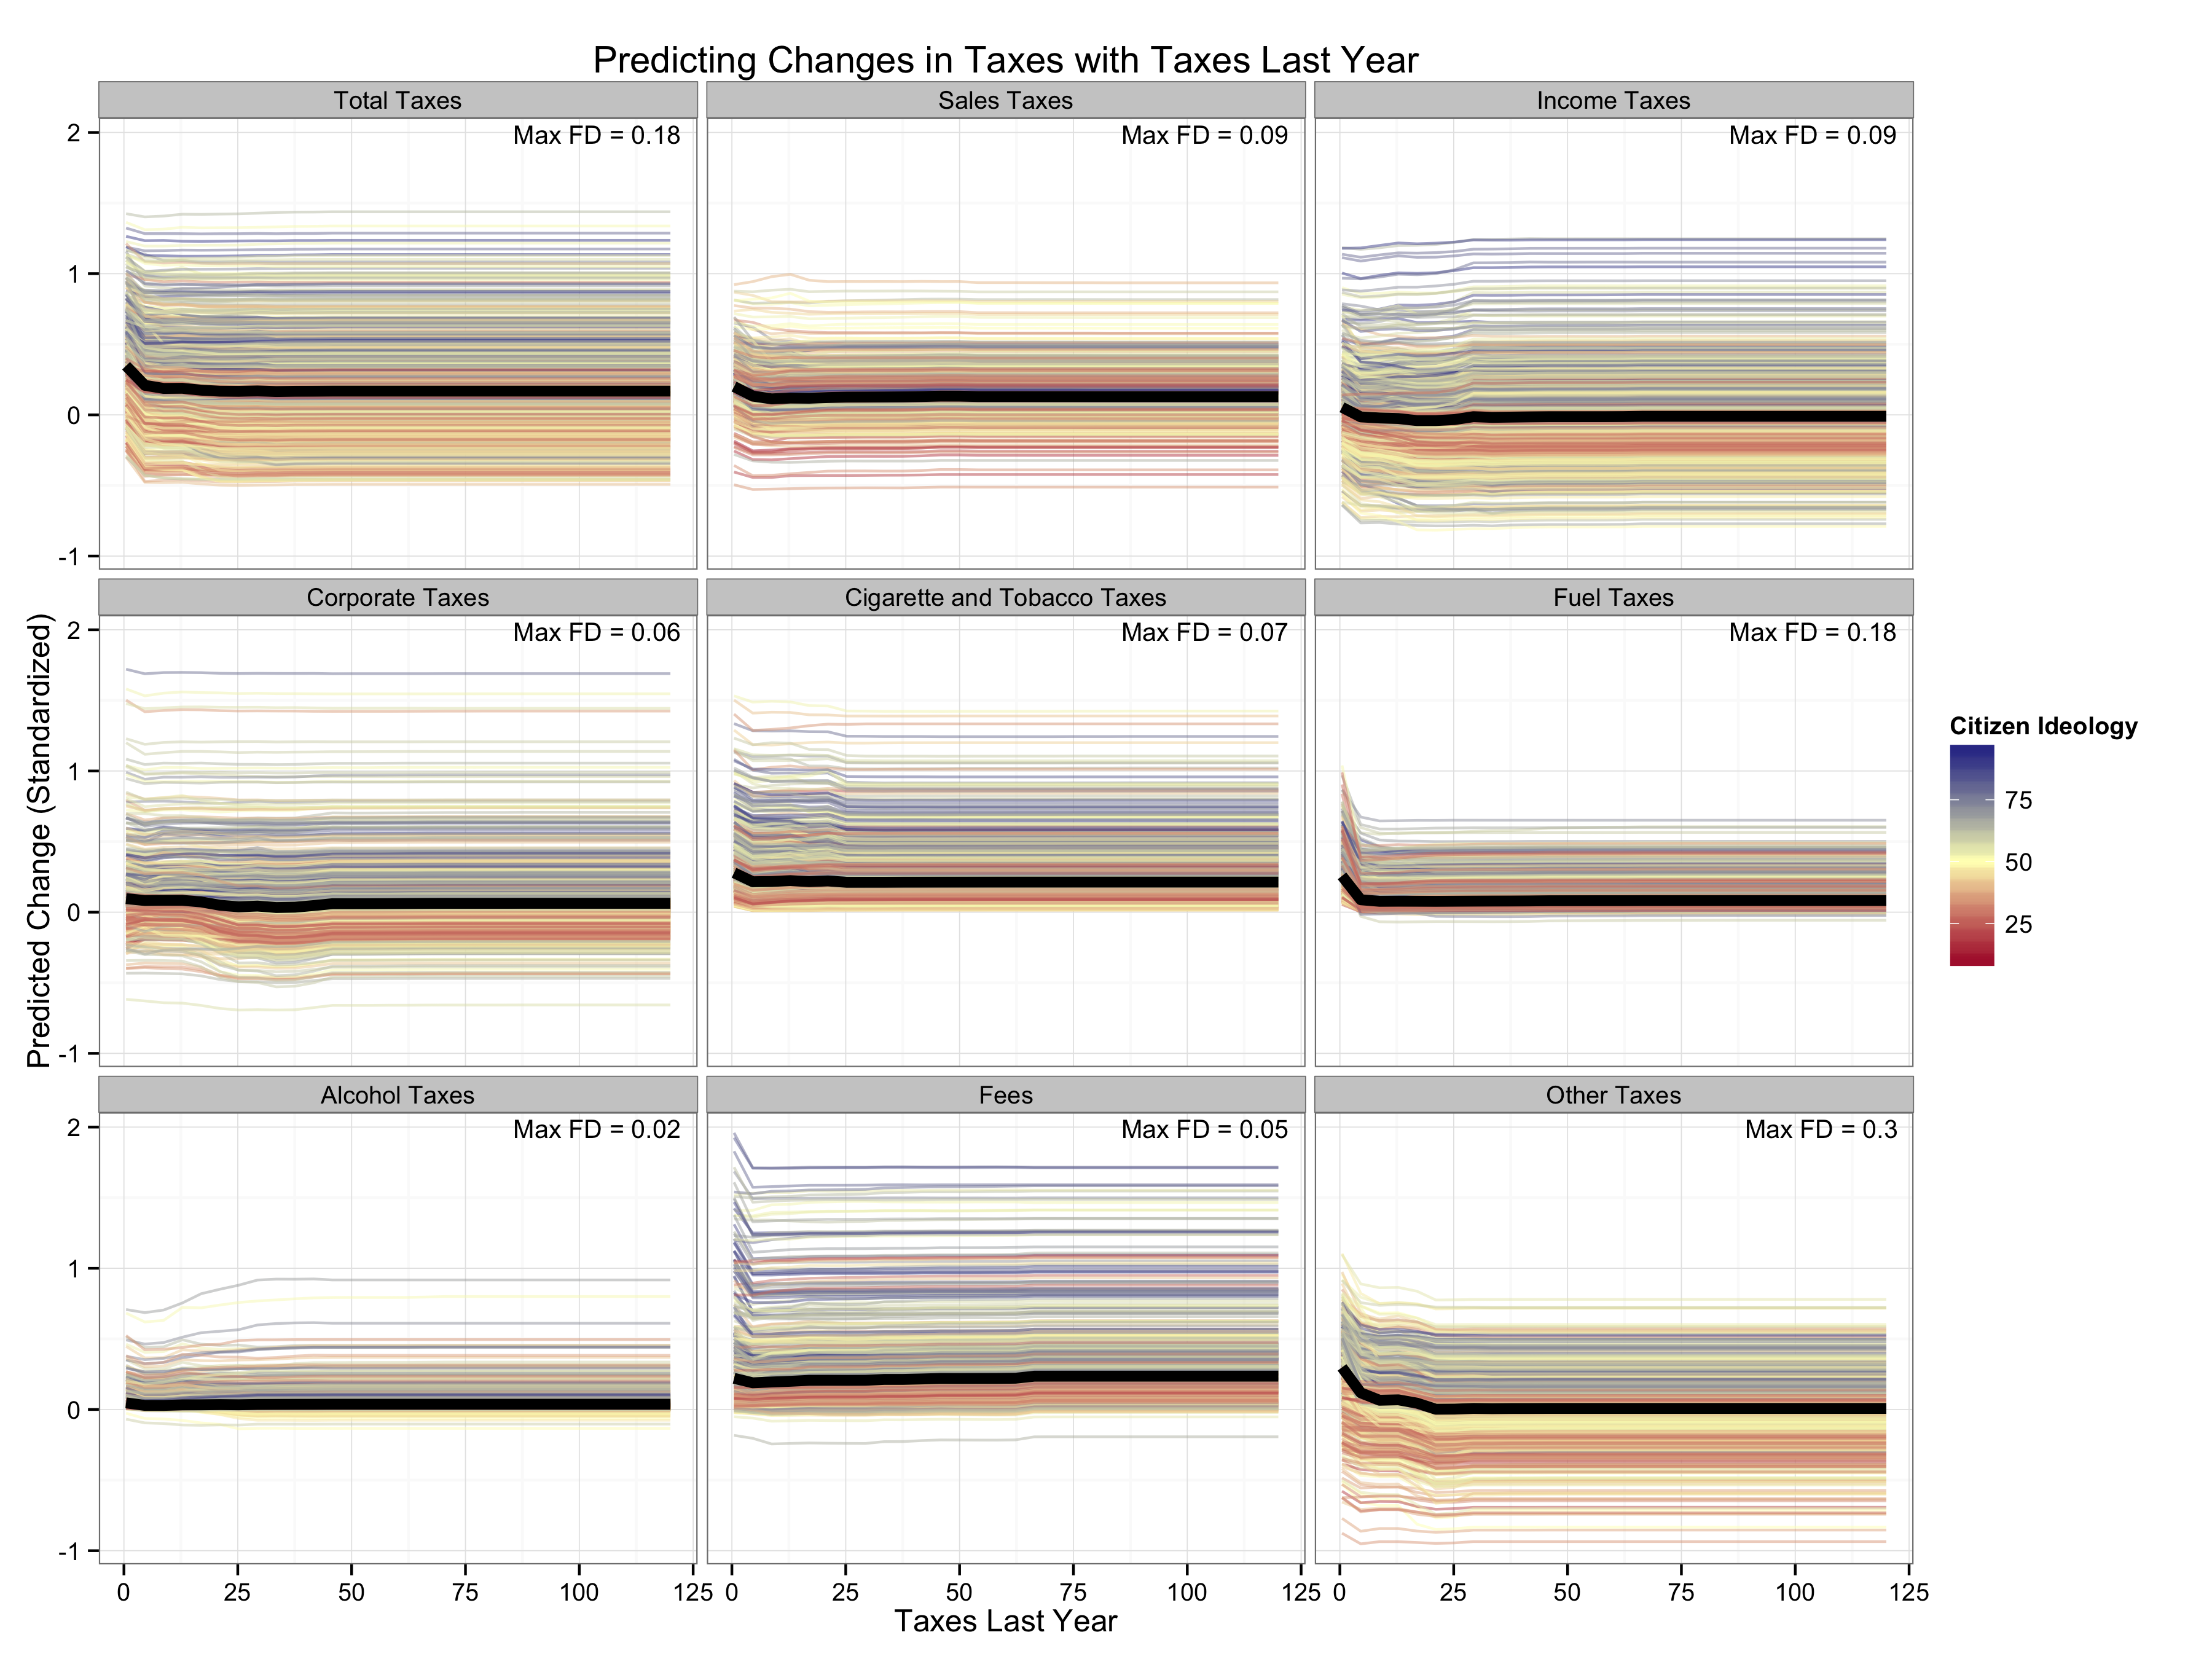 Predicting Changes in Taxes with Taxes Last Year
Total Taxes
Sales Taxes
Income Taxes
Max FD = 0.18
Max FD = 0.09
Max FD = 0.09
2
1
0
-1
Corporate Taxes
Cigarette and Tobacco Taxes
Fuel Taxes
Max FD = 0.06
Max FD = 0.07
Max FD = 0.18
2
1
0
-1
Predicted Change (Standardized)
Alcohol Taxes
Fees
Other Taxes
Max FD = 0.02
Max FD = 0.05
Max FD = 0.3
2
1
0
-1
0 25 50 75 100 125
0 25 50 75 100 125
0 25 50 75 100 125
Taxes Last Year
Citizen Ideology
75
50
25